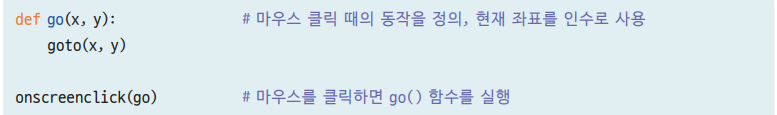 def go(x, y): # 마우스 클릭 때의 동작을 정의, 현재 좌표를 인수로 사용
    goto(x, y)
onscreenclick(go) # 마우스를 클릭하면 go() 함수를 실행